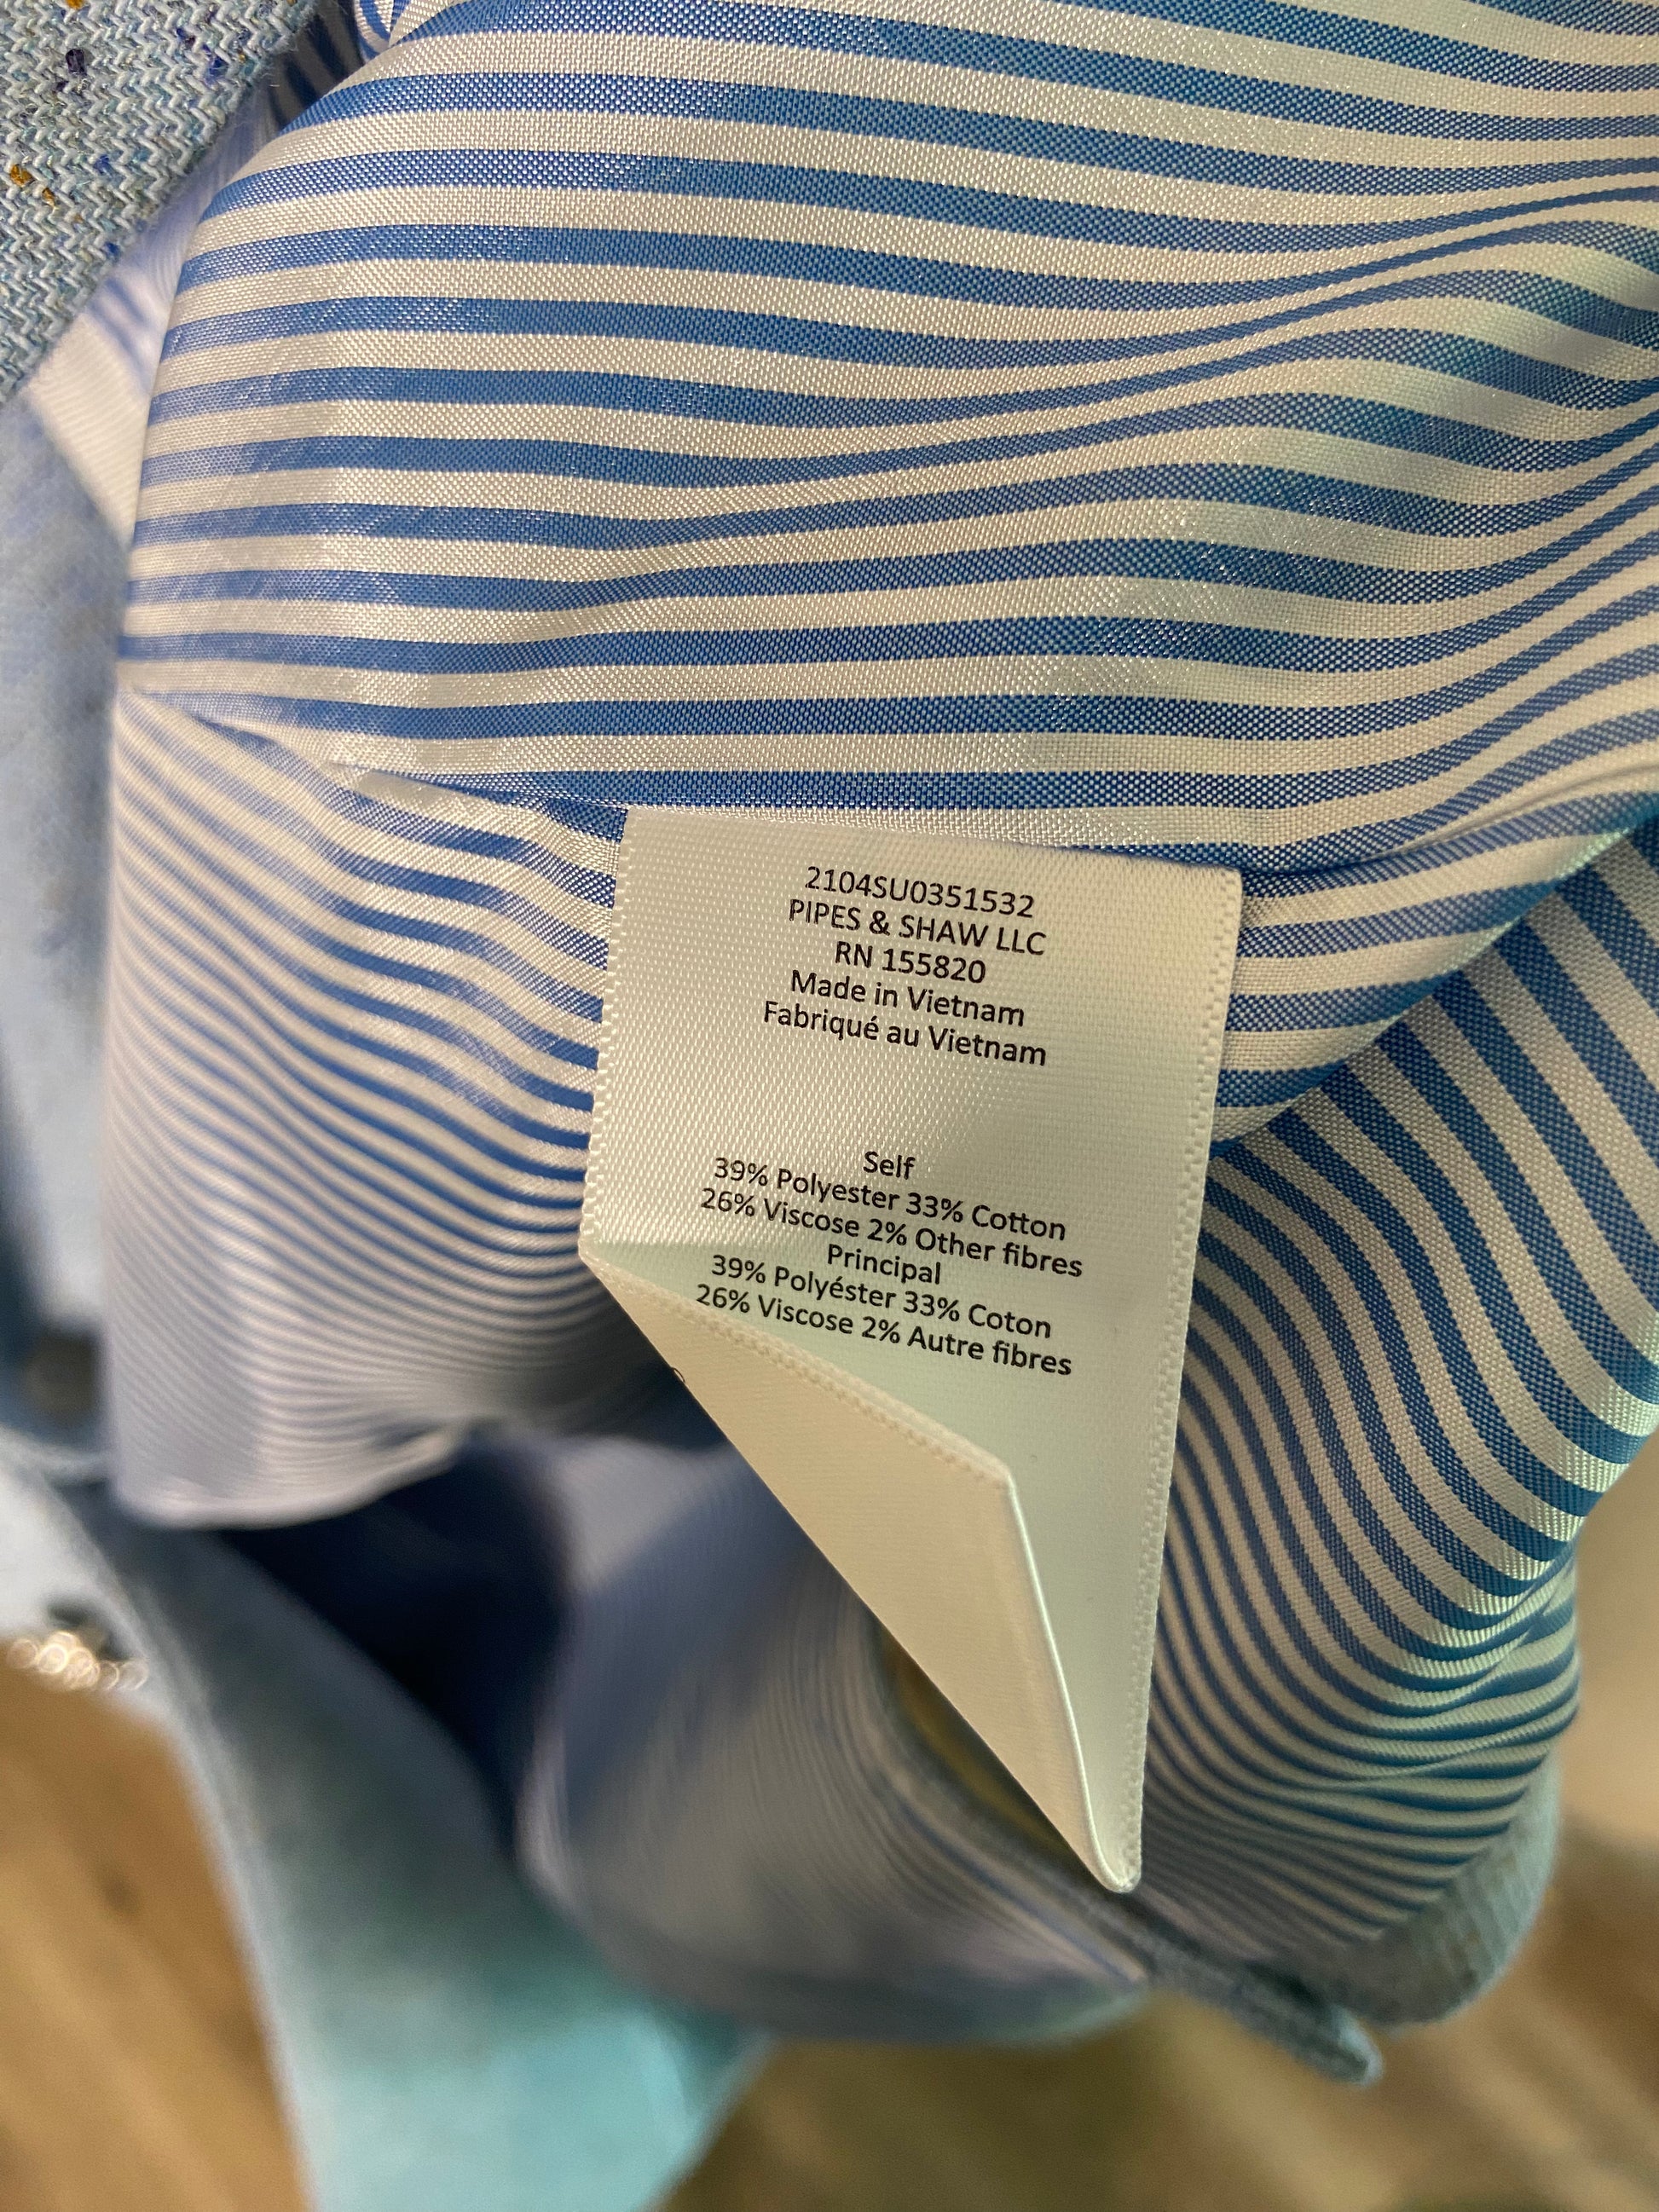 2104SU0351532
PIPES & SHAW LLC
RN 155820
Made in Vietnam
Fabriqué au Vietnam
Self
39% Polyester 33% Cotton
26% Viscose 2% Other fibres
Principal
39% Polyéster 33% Coton
26% Viscose 2% Autre fibres